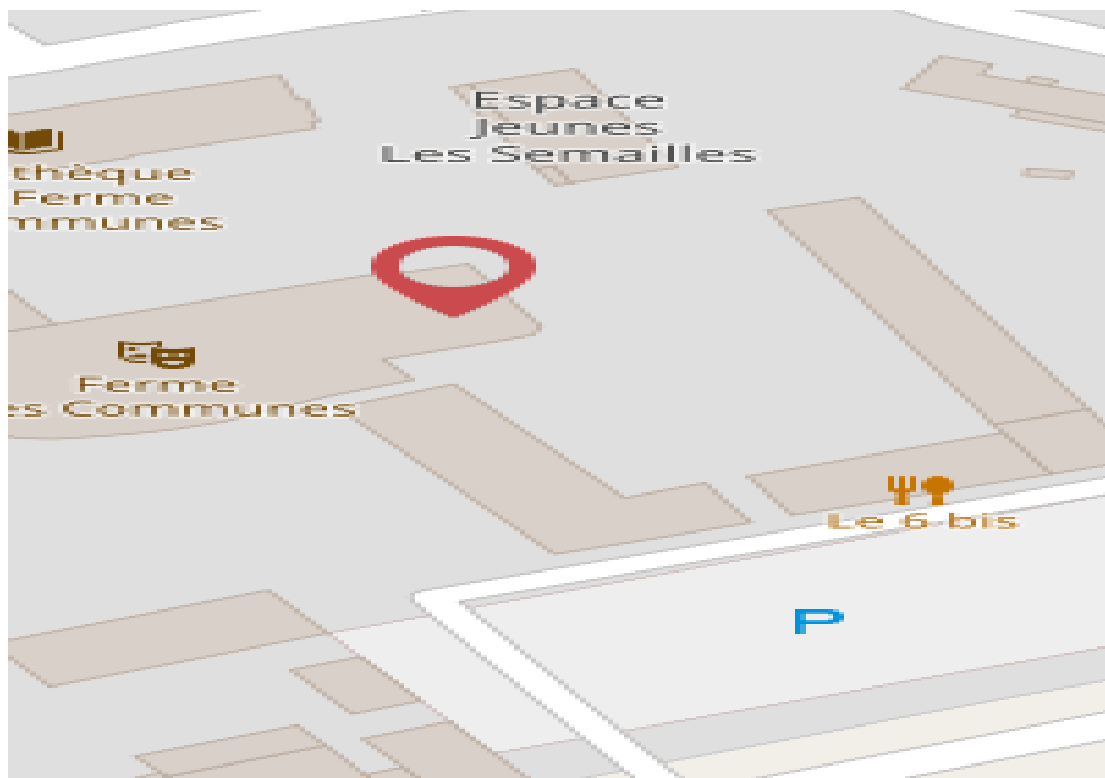 Espace
Jeunes
Les Semailles
thèque
Ferme
mmunes
Ferme
es Communes
Le 6 bis
P